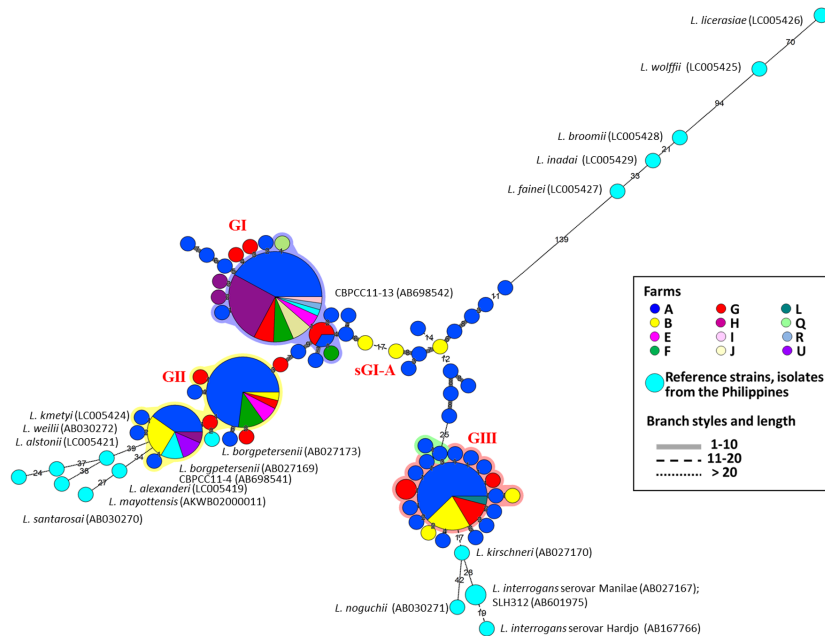 L. licerasiae (LC005426)
70
L. wolffii (LC005425)
94
L. broomii (LC005428)
21
L. inadai (LC005429)
33
L. fainei (LC005427)
139
GI
CBPCC11-13 (AB698542)
11
14
17
12
sGI-A
GII
L. kmetyi (LC005424)
L. weilii (AB030272)
L. alstonii (LC005421)
39
37
34
24
38
27
L. borgpetersenii (AB027173)
L. borgpetersenii (AB027169)
CBPCC11-4 (AB698541)
L. alexanderi (LC005419)
L. mayottensis (AKWB02000011)
L. santarosai (AB030270)
25
GIII
17
L. kirschneri (AB027170)
28
42
L. interrogans serovar Manilae (AB027167);
SLH312 (AB601975)
L. noguchii (AB030271)
19
L. interrogans serovar Hardjo (AB167766)
Farms
A G L
B H Q
E I R
F J U
Reference strains, isolates
from the Philippines
Branch styles and length
1-10
11-20
> 20